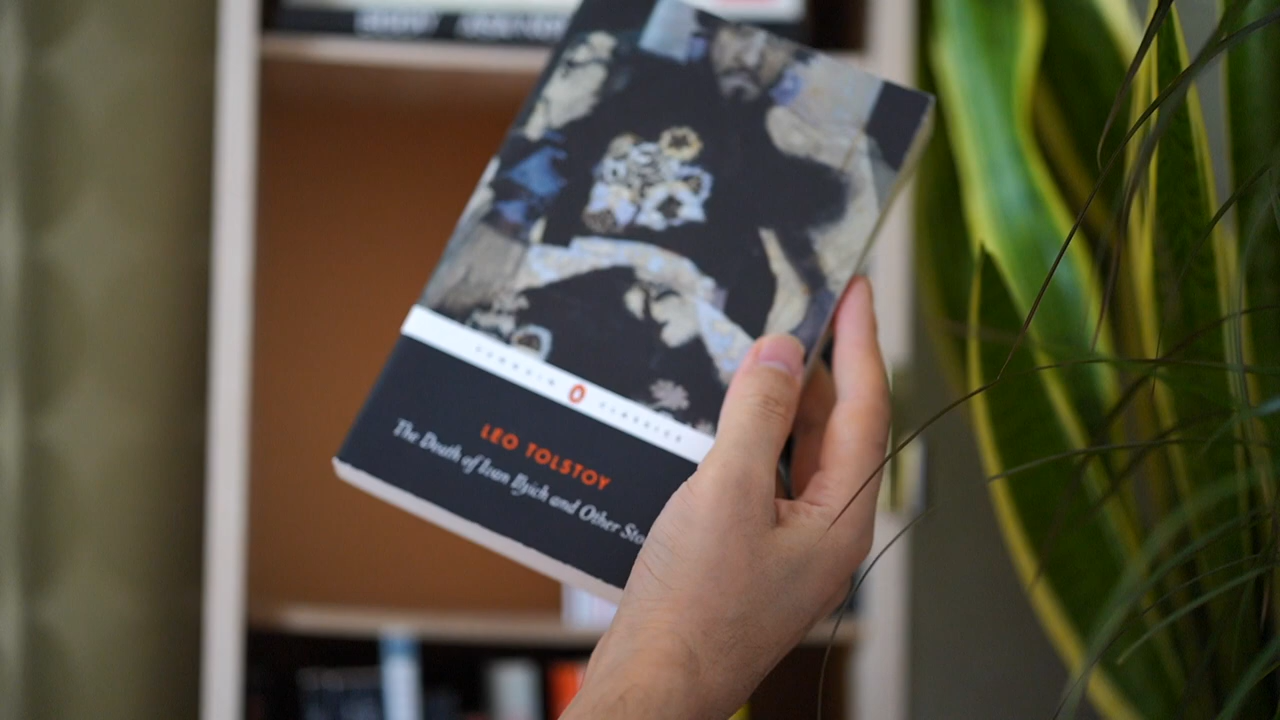 PENGUIN CLASSICS
LEO TOLSTOY
The Death of Ivan Ilyich and Other Sto